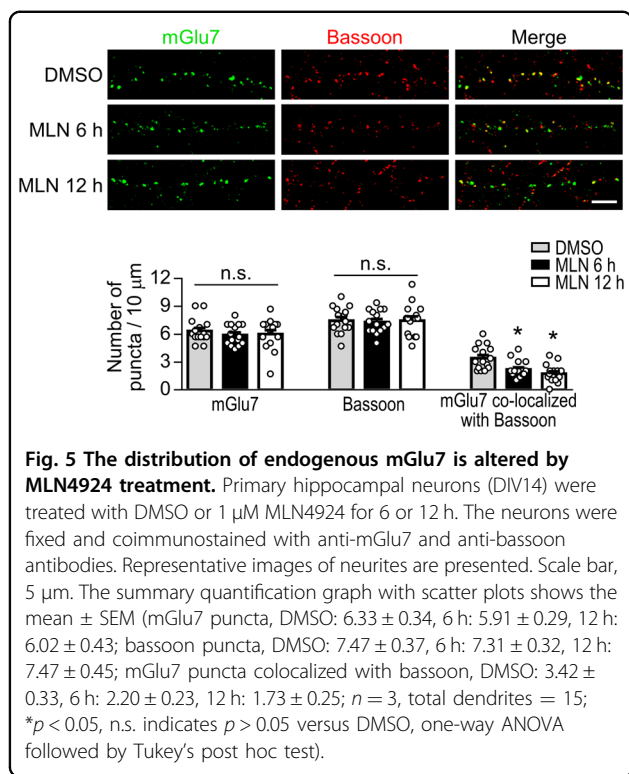 mGlu7 Bassoon Merge
DMSO
MLN 6 h
MLN 12 h
DMSO
MLN 6 h
MLN 12 h
n.s. n.s.
* *
Number of
puncta / 10 μm
12
9
6
3
0
mGlu7 Bassoon mGlu7 co-localized
with Bassoon
Fig. 5 The distribution of endogenous mGlu7 is altered by
MLN4924 treatment. Primary hippocampal neurons (DIV14) were
treated with DMSO or 1 μM MLN4924 for 6 or 12 h. The neurons were
fixed and coimmunostained with anti-mGlu7 and anti-bassoon
antibodies. Representative images of neurites are presented. Scale bar,
5 μm. The summary quantification graph with scatter plots shows the
mean ± SEM (mGlu7 puncta, DMSO: 6.33 ± 0.34, 6 h: 5.91 ± 0.29, 12 h:
6.02 ± 0.43; bassoon puncta, DMSO: 7.47 ± 0.37, 6 h: 7.31 ± 0.32, 12 h:
7.47 ± 0.45; mGlu7 puncta colocalized with bassoon, DMSO: 3.42 ±
0.33, 6 h: 2.20 ± 0.23, 12 h: 1.73 ± 0.25; n = 3, total dendrites = 15;
*p < 0.05, n.s. indicates p > 0.05 versus DMSO, one-way ANOVA
followed by Tukey's post hoc test).